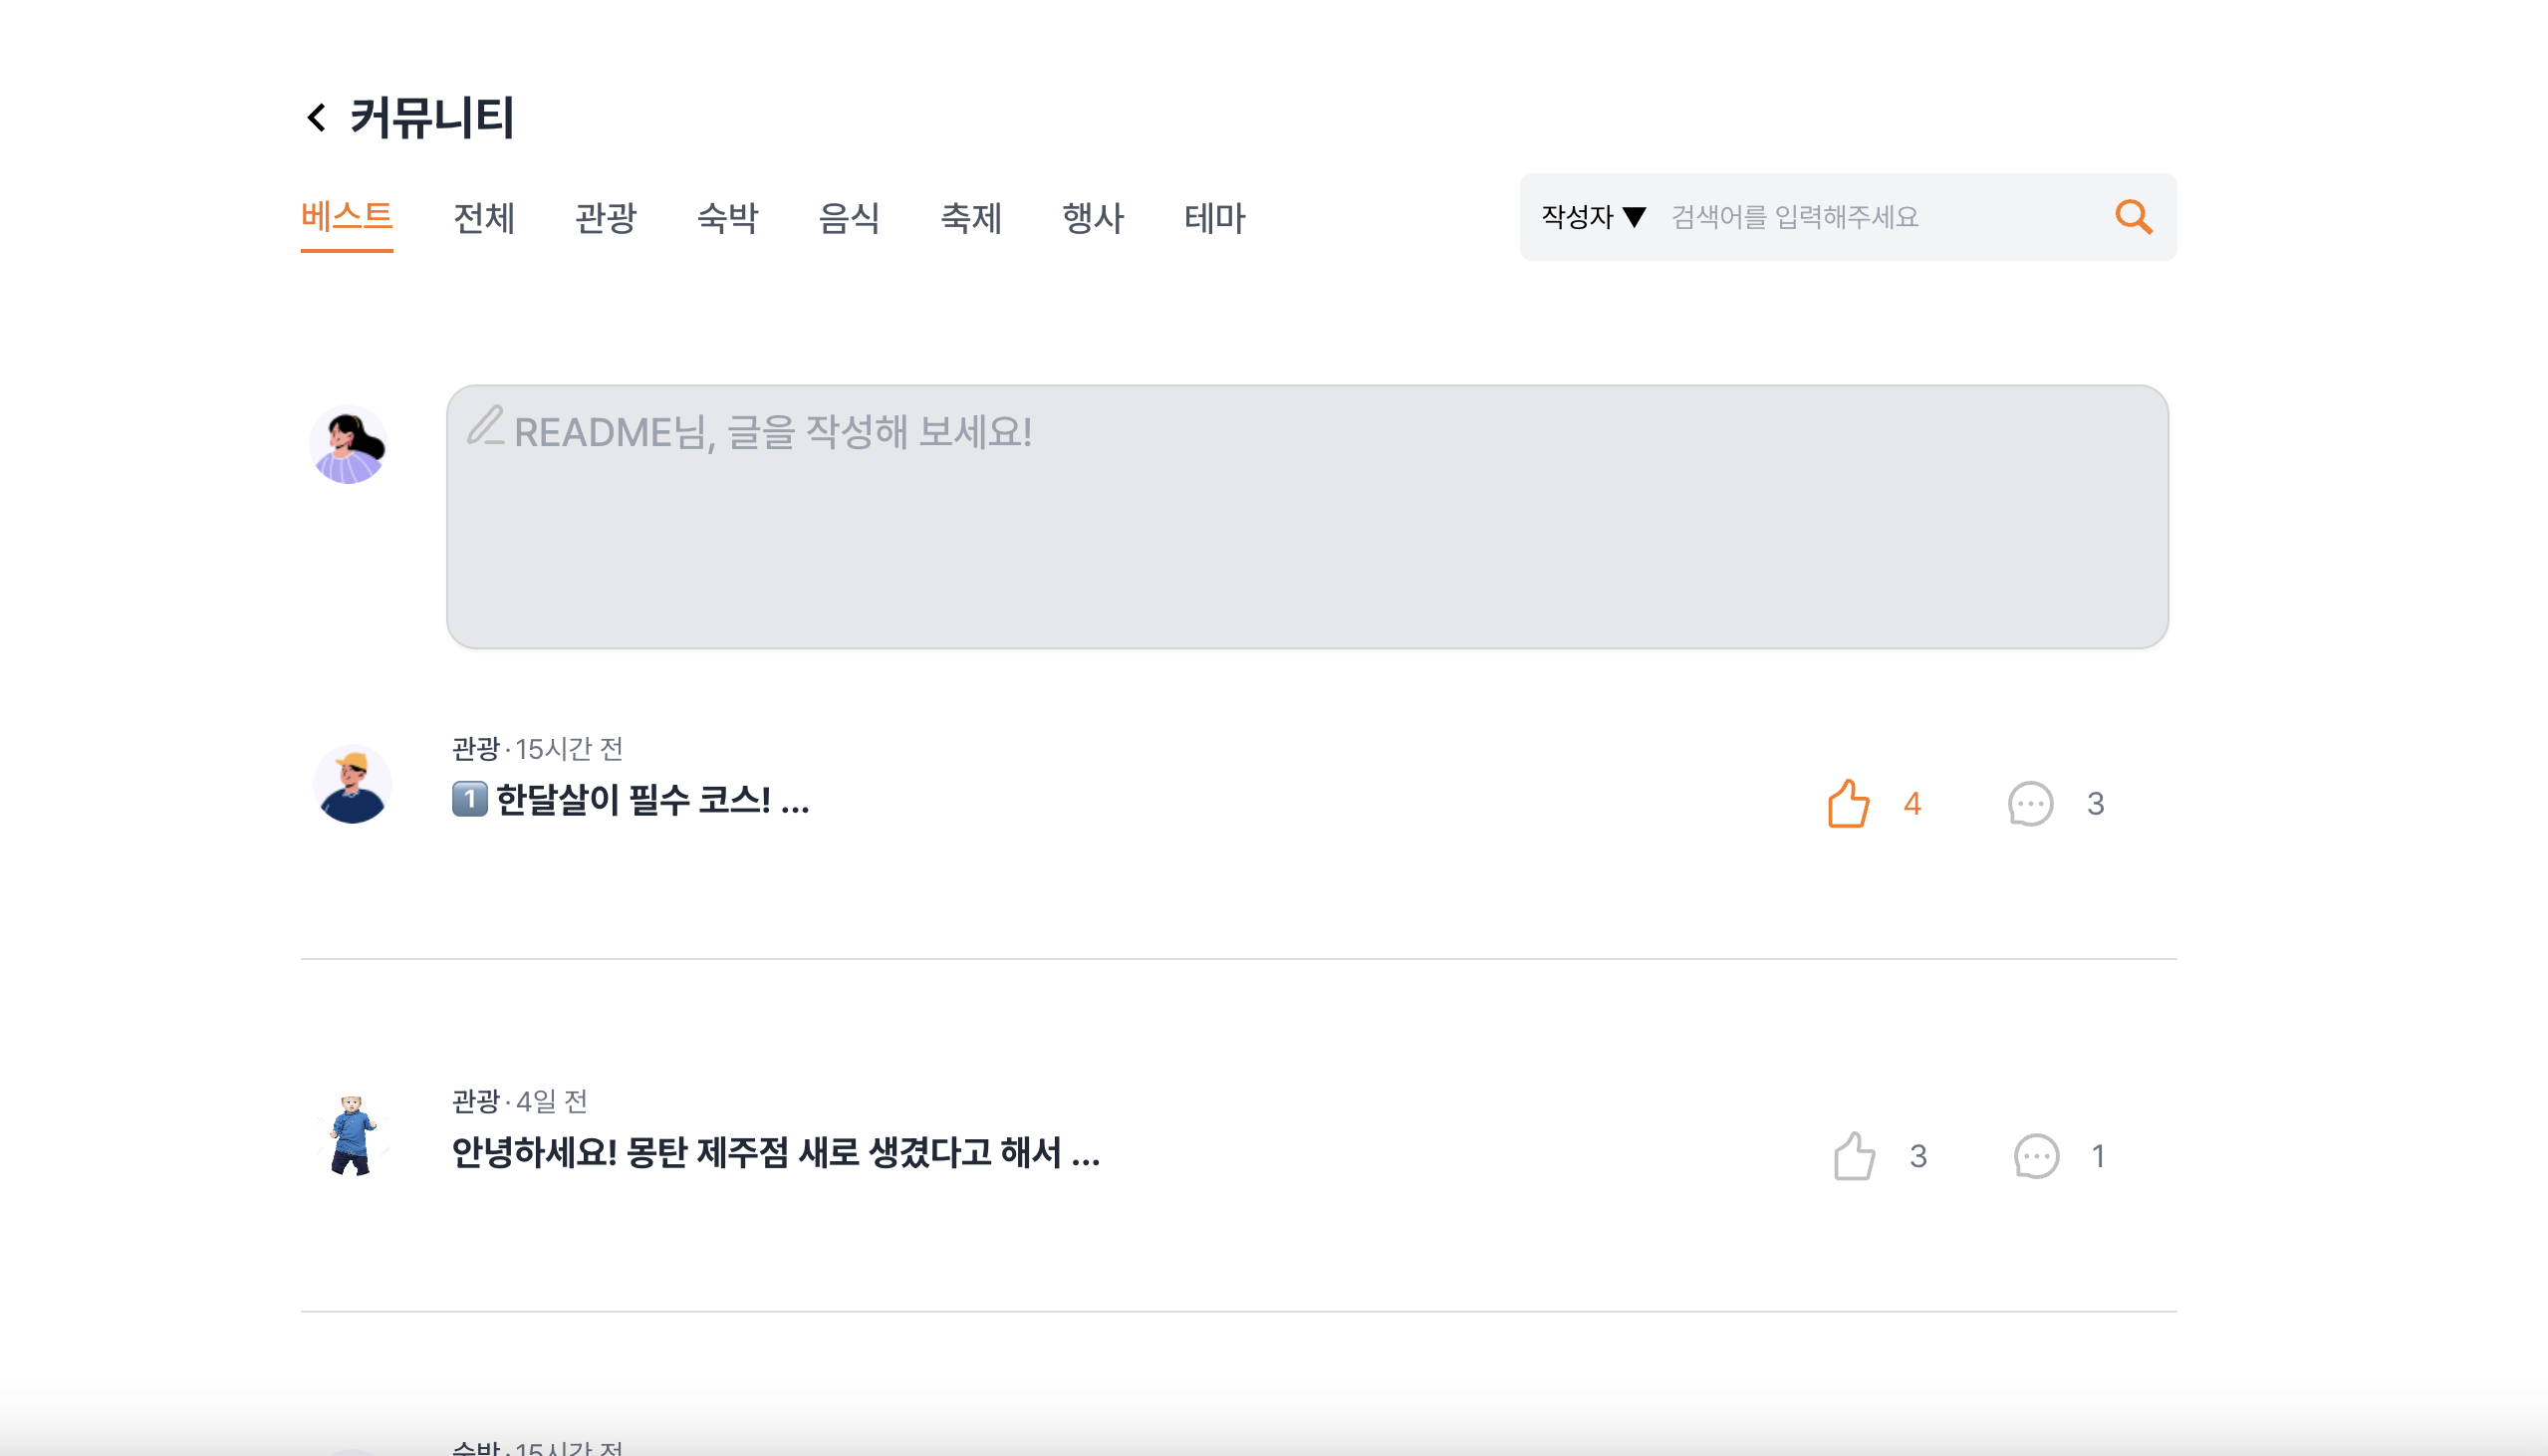 커뮤니티
베스트 전체 관광 숙박 음식 축제 행사 테마
작성자 ▼ 검색어를 입력해주세요
README님, 글을 작성해 보세요!
관광 · 15시간 전
1️⃣ 한달살이 필수 코스! ...
4 3
관광 · 4일 전
안녕하세요! 몽탄 제주점 새로 생겼다고 해서 ...
3 1
숙박 · 15시간 전